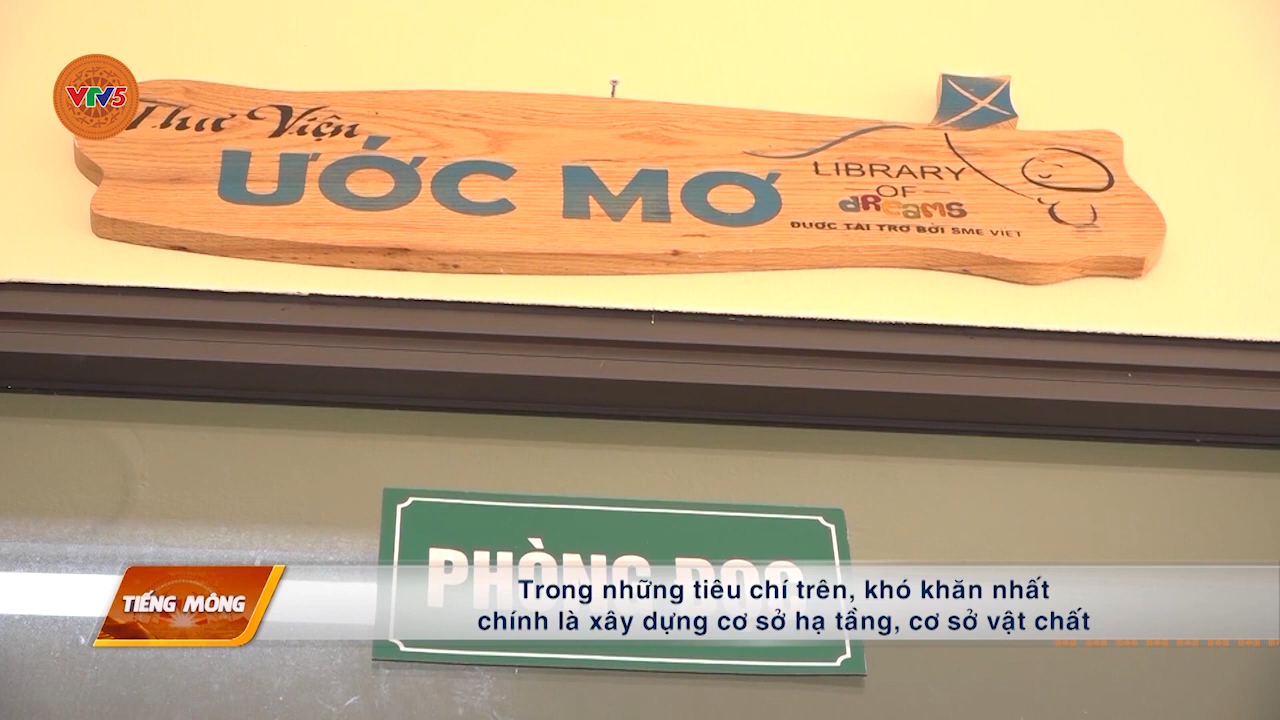 VTV5
Thư Viện
ƯỚC MƠ
LIBRARY
OF
dReams
ĐƯỢC TÀI TRỢ BỞI SME VIET
PHÒNG ĐỌC
TIẾNG MÔNG
Trong những tiêu chí trên, khó khăn nhất
chính là xây dựng cơ sở hạ tầng, cơ sở vật chất